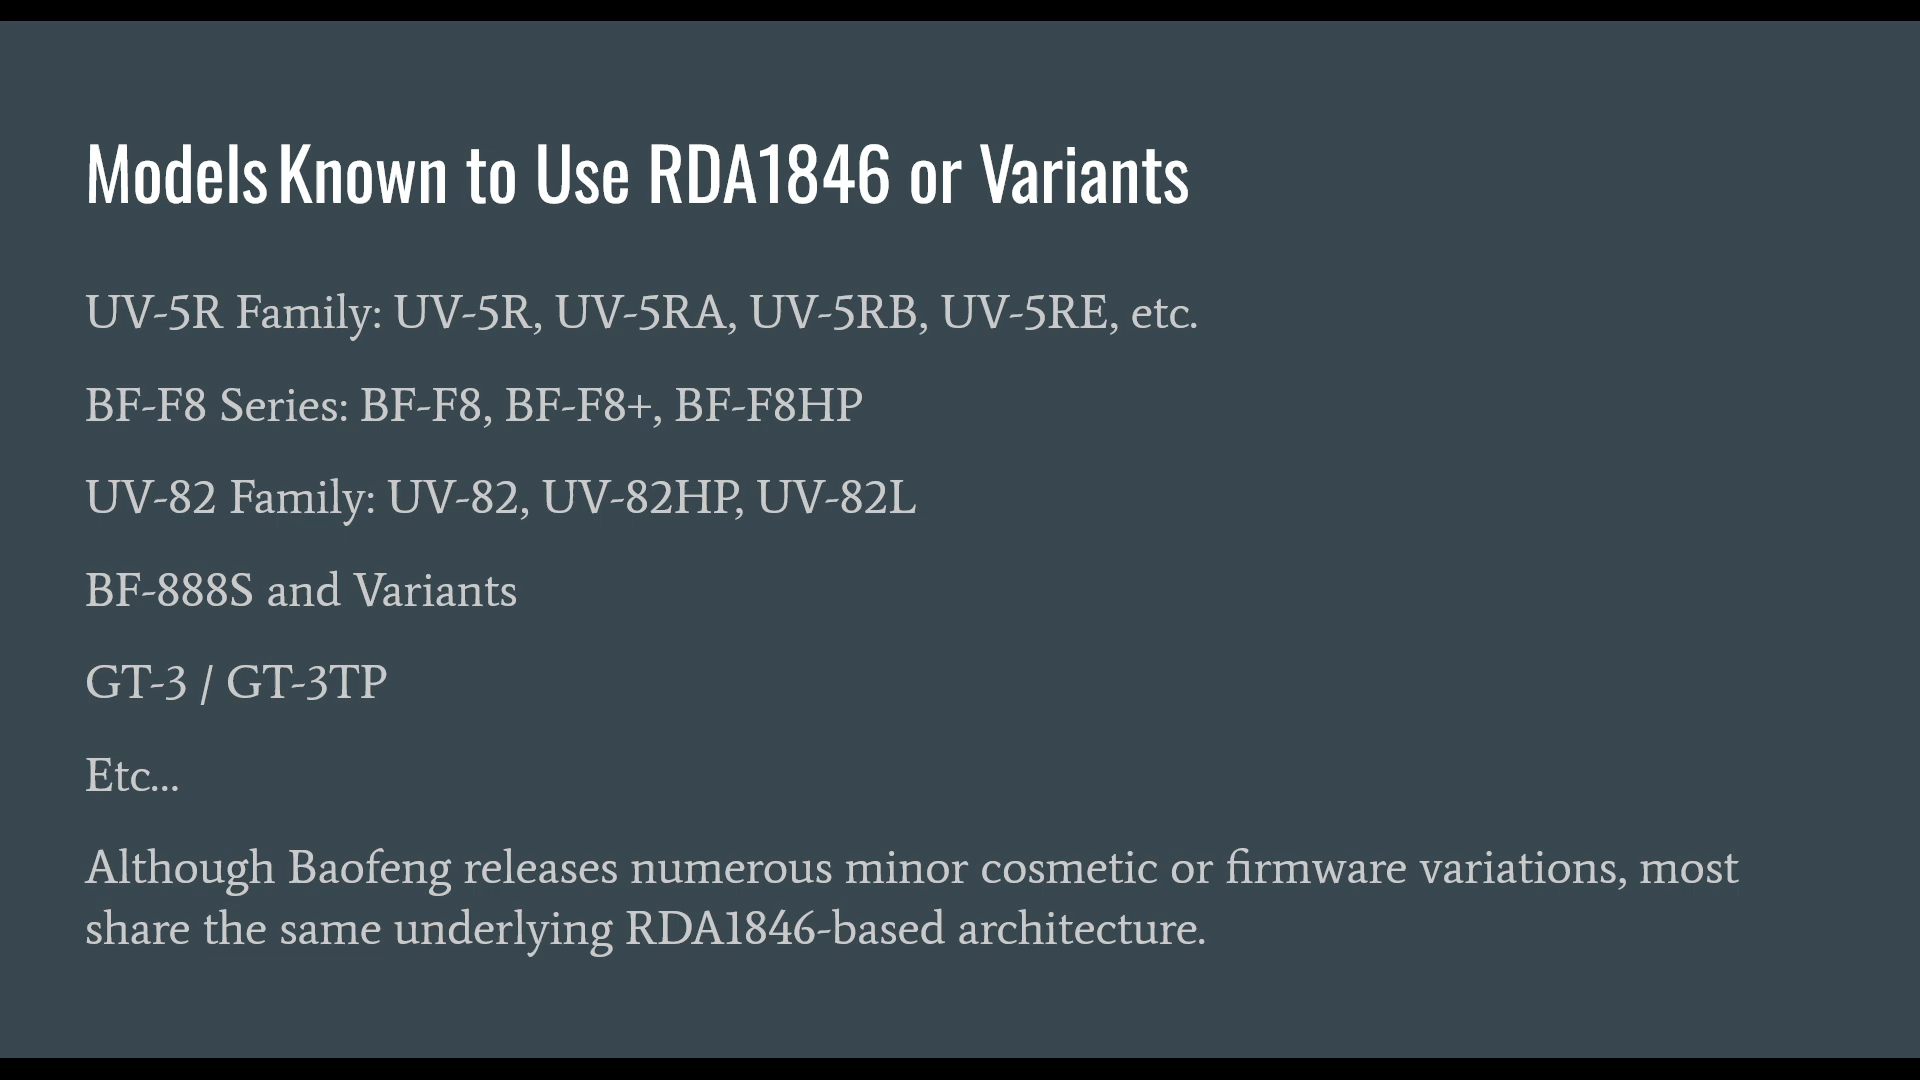 Models Known to Use RDA1846 or Variants
UV-5R Family: UV-5R, UV-5RA, UV-5RB, UV-5RE, etc.
BF-F8 Series: BF-F8, BF-F8+, BF-F8HP
UV-82 Family: UV-82, UV-82HP, UV-82L
BF-888S and Variants
GT-3 / GT-3TP
Etc...
Although Baofeng releases numerous minor cosmetic or firmware variations, most
share the same underlying RDA1846-based architecture.